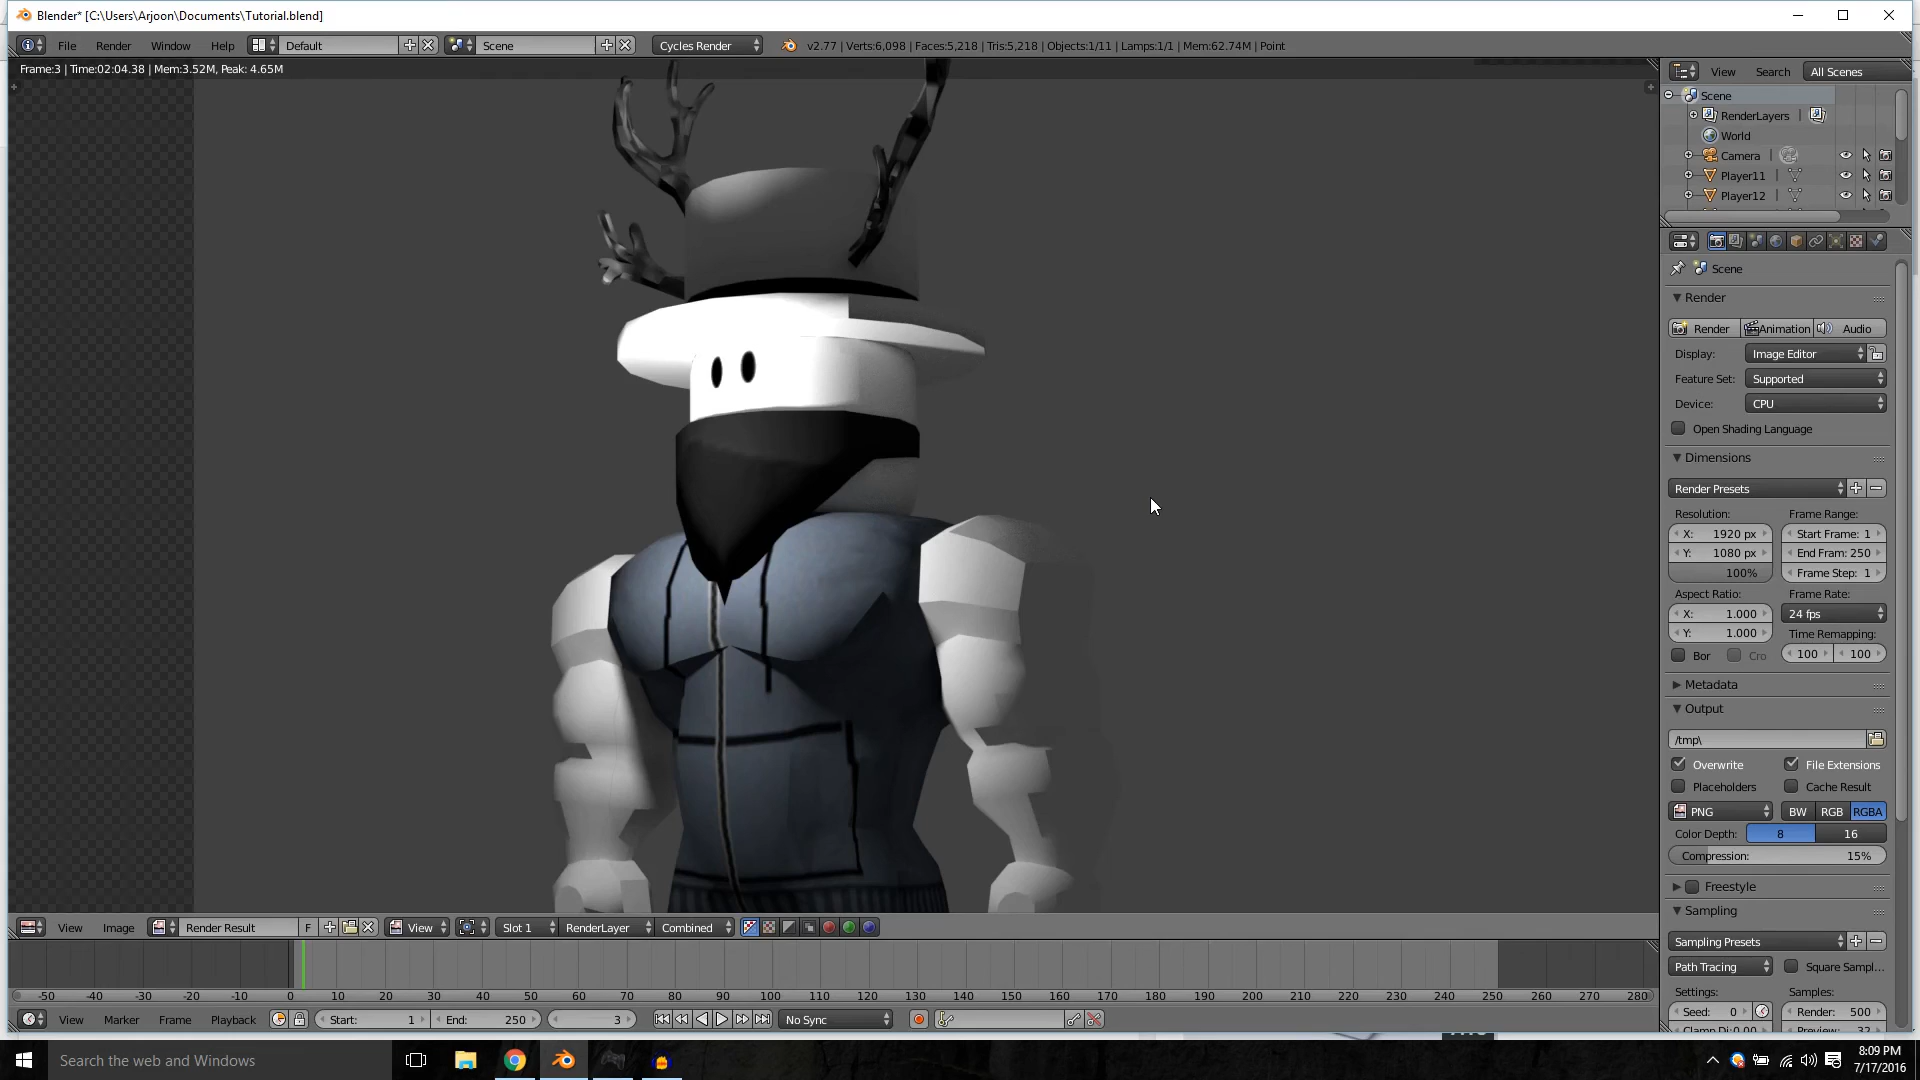 Blender* [C:\Users\Arjoon\Documents\Tutorial.blend]
File Render Window Help Default Scene Cycles Render v2.77 | Verts:6,098 | Faces:5,218 | Tris:5,218 | Objects:1/11 | Lamps:1/1 | Mem:62.74M | Point
Frame:3 | Time:02:04.38 | Mem:3.52M, Peak: 4.65M
View Search All Scenes
Scene
RenderLayers
World
Camera
Player11
Player12
Scene
Render
Render Animation Audio
Display: Image Editor
Feature Set: Supported
Device: CPU
Open Shading Language
Dimensions
Render Presets
Resolution: Frame Range:
X: 1920 px Start Frame: 1
Y: 1080 px End Fram: 250
100% Frame Step: 1
Aspect Ratio: Frame Rate:
X: 1.000 24 fps
Y: 1.000 Time Remapping:
Bor Cro 100 100
Metadata
Output
/tmp\
Overwrite File Extensions
Placeholders Cache Result
PNG BW RGB RGBA
Color Depth: 8 16
Compression: 15%
Freestyle
Sampling
Sampling Presets
Path Tracing Square Sampl...
Settings: Samples:
Seed: 0 Render: 500
Clamp Di:0.00 Preview: 32
View Image Render Result F View Slot 1 RenderLayer Combined
-50 -40 -30 -20 -10 0 10 20 30 40 50 60 70 80 90 100 110 120 130 140 150 160 170 180 190 200 210 220 230 240 250 260 270 280
View Marker Frame Playback Start: 1 End: 250 3 No Sync
Search the web and Windows
8:09 PM
7/17/2016